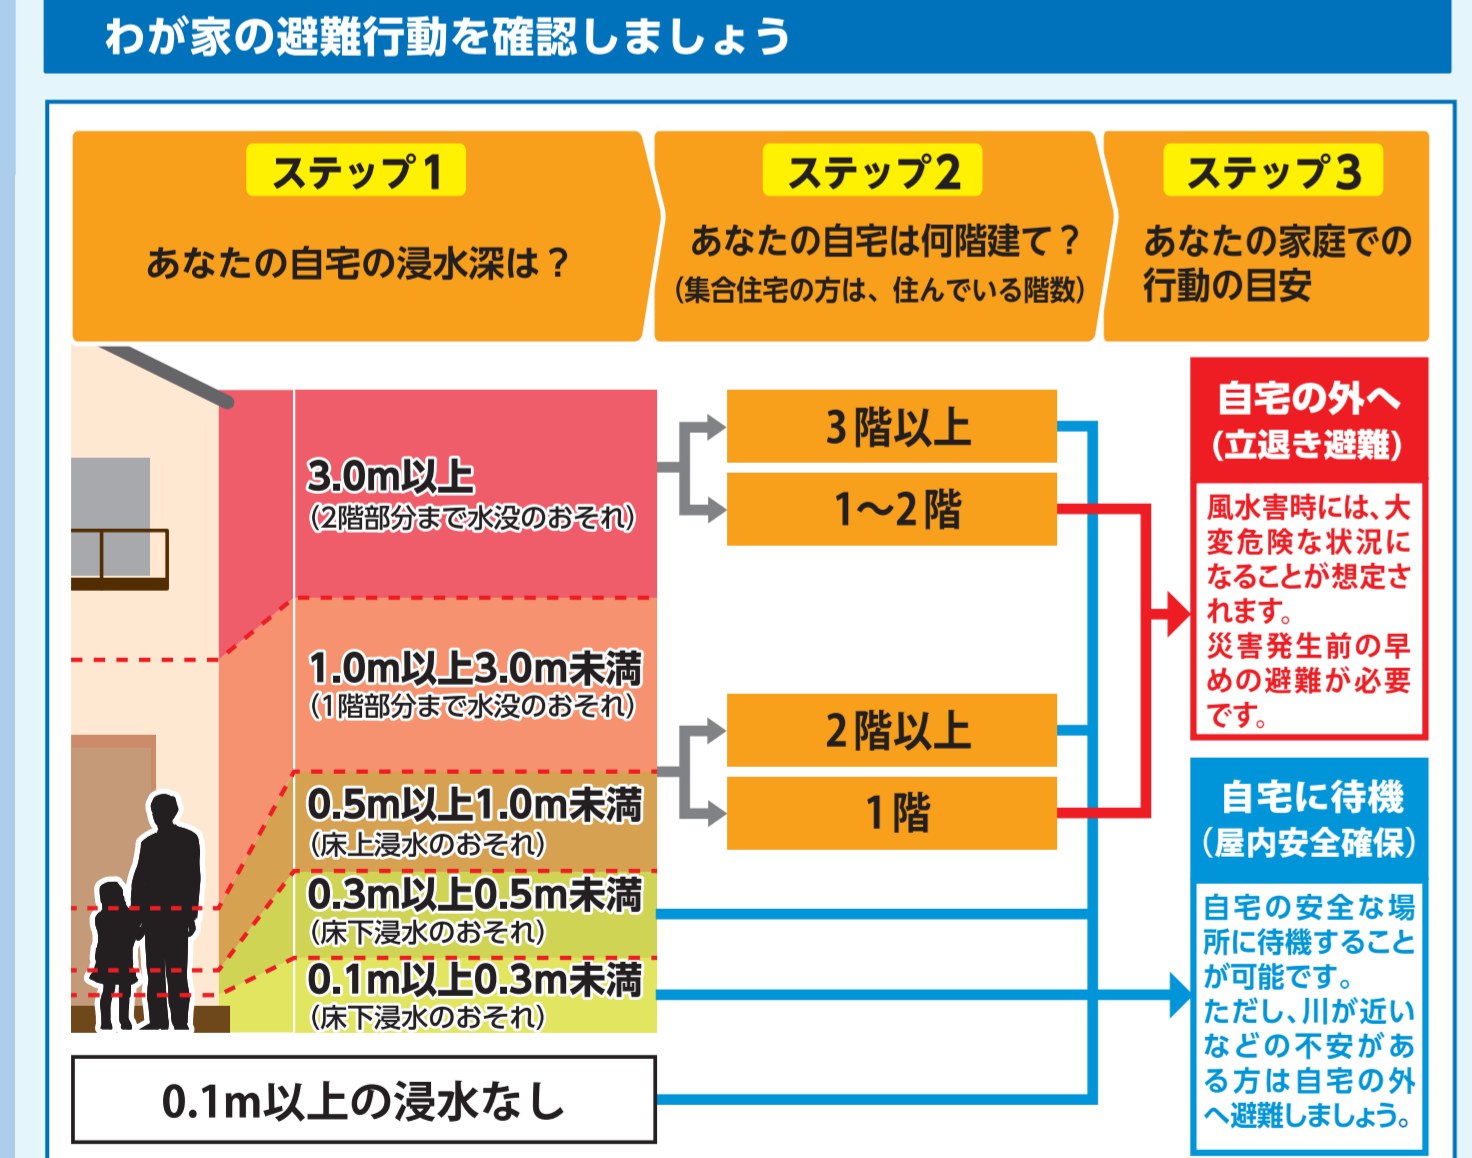 わが家の避難行動を確認しましょう
ステップ1
あなたの自宅の浸水深は？
ステップ2
あなたの自宅は何階建て？
（集合住宅の方は、住んでいる階数）
ステップ3
あなたの家庭での
行動の目安
3.0m以上
（2階部分まで水没のおそれ）
1.0m以上3.0m未満
（1階部分まで水没のおそれ）
0.5m以上1.0m未満
（床上浸水のおそれ）
0.3m以上0.5m未満
（床下浸水のおそれ）
0.1m以上0.3m未満
（床下浸水のおそれ）
0.1m以上の浸水なし
3階以上
1〜2階
2階以上
1階
自宅の外へ
（立退き避難）
風水害時には、大
変危険な状況に
なることが想定さ
れます。
災害発生前の早
めの避難が必要
です。
自宅に待機
（屋内安全確保）
自宅の安全な場
所に待機すること
が可能です。
ただし、川が近い
などの不安があ
る方は自宅の外
へ避難しましょう。